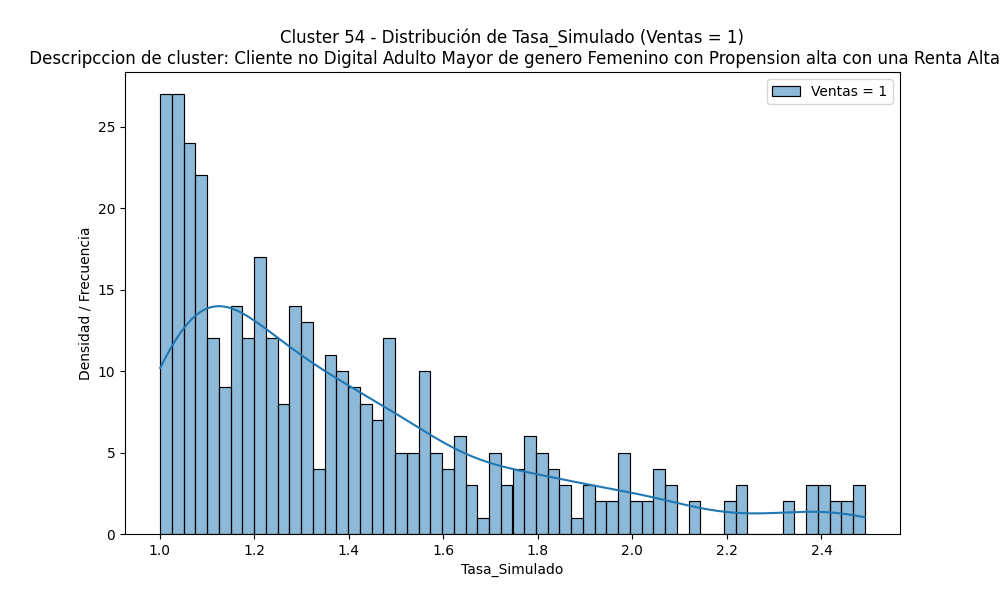 Cluster 54 - Distribución de Tasa_Simulado (Ventas = 1)
Descripccion de cluster: Cliente no Digital Adulto Mayor de genero Femenino con Propension alta con una Renta Alta
Ventas = 1
Densidad / Frecuencia
25
20
15
10
5
0
1.0 1.2 1.4 1.6 1.8 2.0 2.2 2.4
Tasa_Simulado